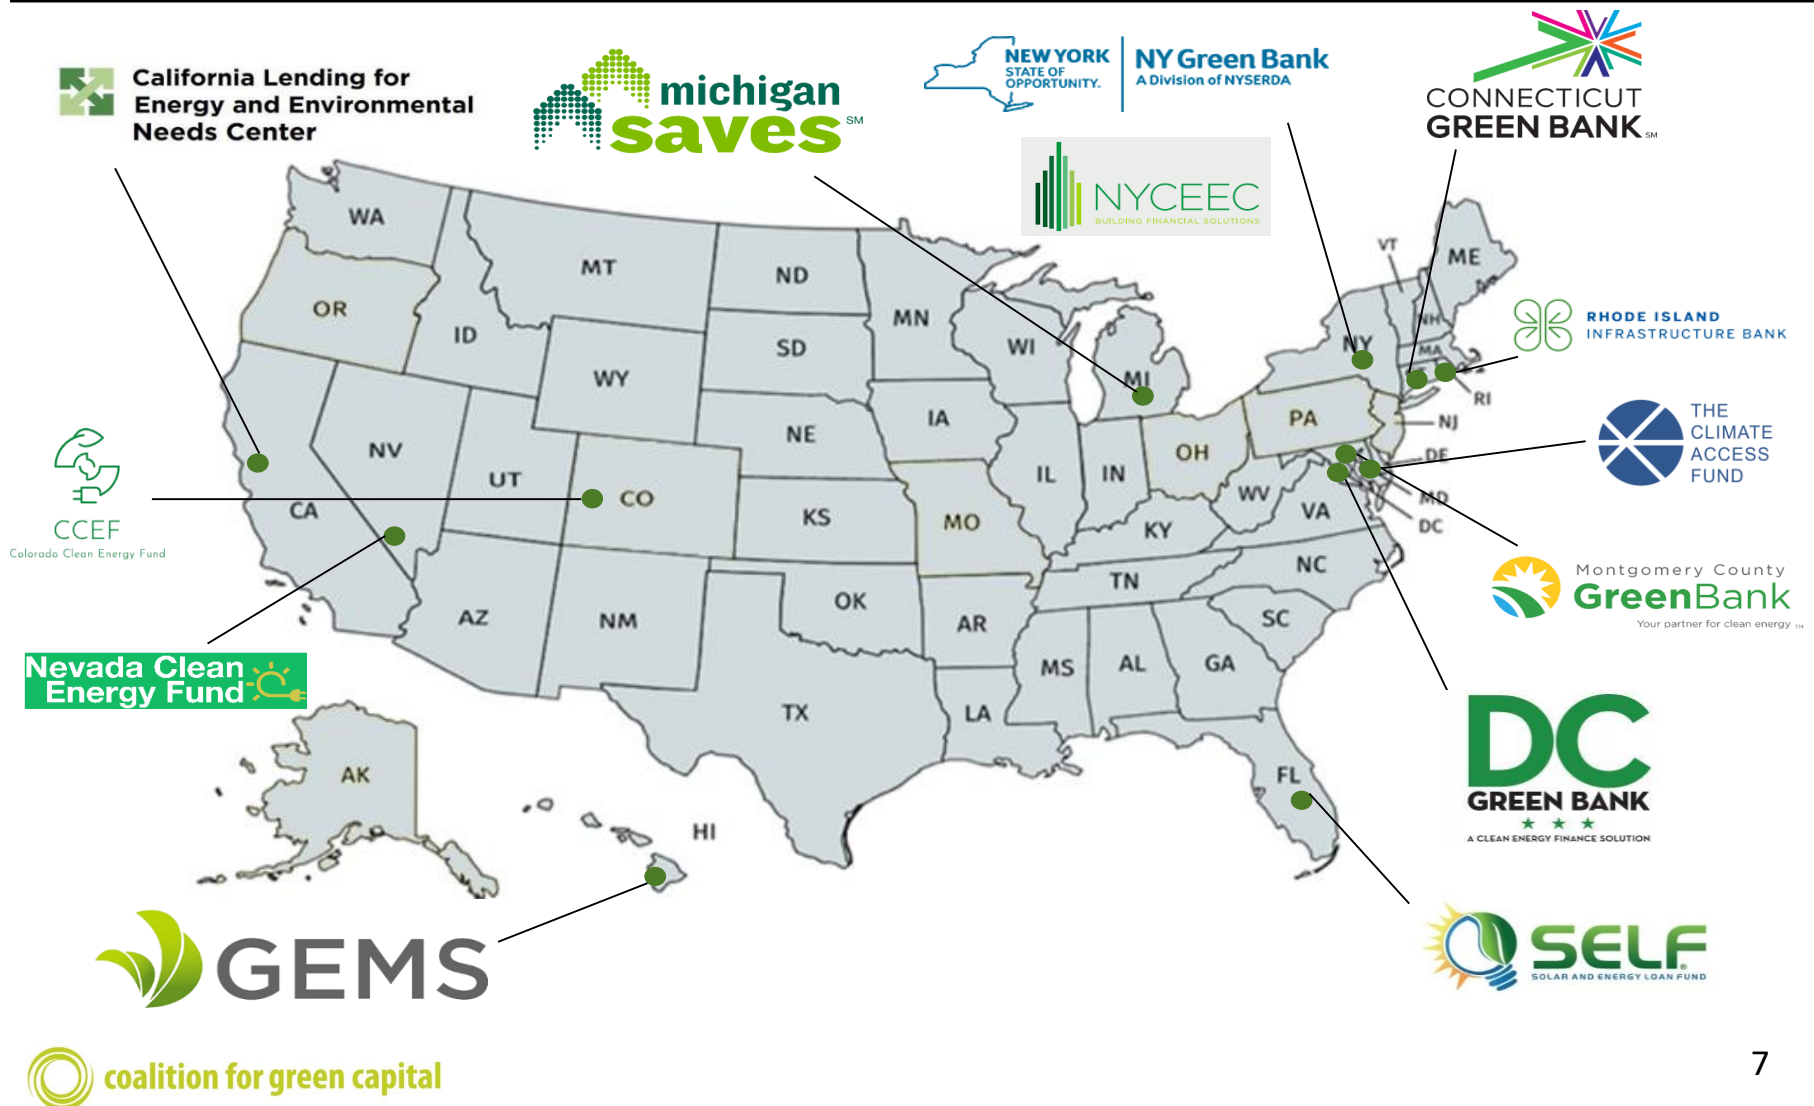 California Lending for
Energy and Environmental
Needs Center
michigan
saves SM
NEW YORK
STATE OF
OPPORTUNITY.
NY Green Bank
A Division of NYSERDA
CONNECTICUT
GREEN BANK SM
NYCEEC
BUILDING FINANCIAL SOLUTIONS
WA
MT
ND
MN
VT
ME
OR
ID
SD
WI
MI
NY
NH
MA
RHODE ISLAND
INFRASTRUCTURE BANK
WY
RI
NV
NE
IA
PA
NJ
THE
CLIMATE
ACCESS
FUND
UT
CO
IL
IN
OH
DE
CCEF
Colorado Clean Energy Fund
CA
KS
MO
WV
VA
MD
DC
KY
NC
TN
Montgomery County
GreenBank
Your partner for clean energy TM
AZ
NM
OK
AR
SC
Nevada Clean
Energy Fund
MS
AL
GA
TX
LA
DC
GREEN BANK
A CLEAN ENERGY FINANCE SOLUTION
AK
HI
FL
GEMS
SELF
SOLAR AND ENERGY LOAN FUND
coalition for green capital
7